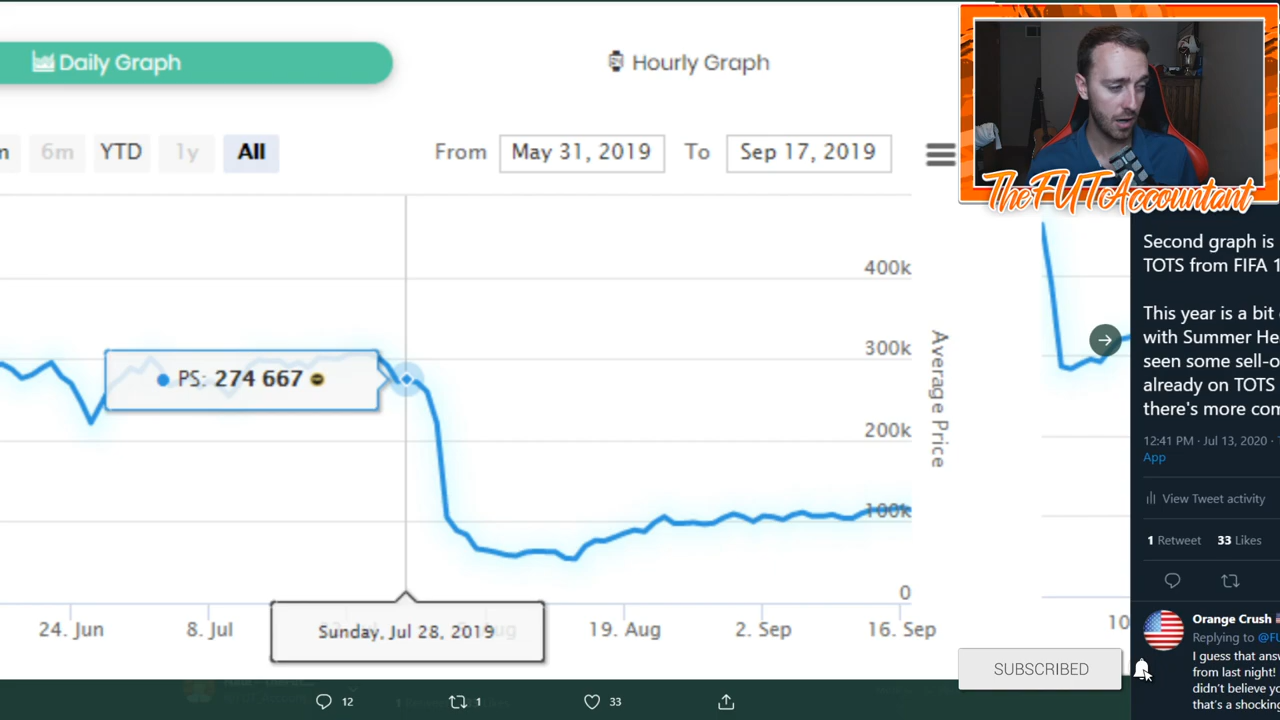 Daily Graph
Hourly Graph
m
6m
YTD
1y
All
From
May 31, 2019
To
Sep 17, 2019
400k
300k
200k
100k
0
Average Price
PS: 274 667
24. Jun
8. Jul
19. Aug
2. Sep
16. Sep
Sunday, Jul 28, 2019
12
1
33
TheFUTAccountant
Second graph is
TOTS from FIFA 1
This year is a bit
with Summer He
seen some sell-o
already on TOTS
there's more com
12:41 PM · Jul 13, 2020 ·
App
View Tweet activity
1 Retweet 33 Likes
10
Orange Crush
Replying to @FU
I guess that ans
from last night!
didn't believe yo
that's a shocking
SUBSCRIBED